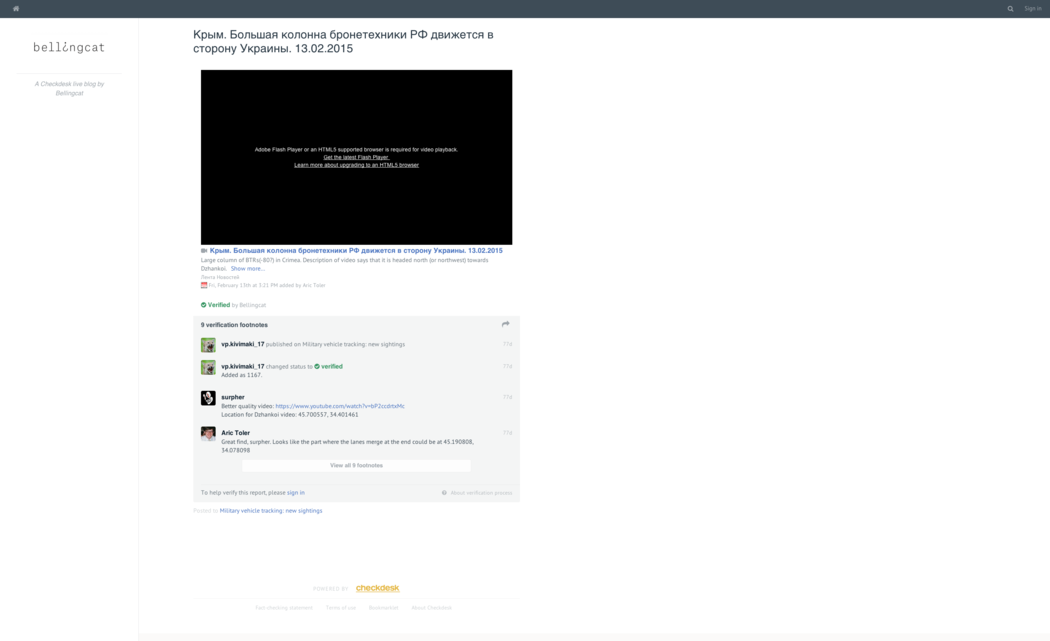 Sign in
bellingcat
A Checkdesk live blog by
Bellingcat
Крым. Большая колонна бронетехники РФ движется в
сторону Украины. 13.02.2015
Adobe Flash Player or an HTML5 supported browser is required for video playback.
Get the latest Flash Player
Learn more about upgrading to an HTML5 browser
Крым. Большая колонна бронетехники РФ движется в сторону Украины. 13.02.2015
Large column of BTRs(-80?) in Crimea. Description of video says that it is headed north (or northwest) towards
Dzhankoi. Show more...
Лента Новостей
Fri, February 13th at 3:21 PM added by Aric Toler
Verified by Bellingcat
9 verification footnotes
vp.kivimaki_17 published on Military vehicle tracking: new sightings 77d
vp.kivimaki_17 changed status to verified 77d
Added as 1167.
surpher 77d
Better quality video: https://www.youtube.com/watch?v=bP2ccdrtxMc
Location for Dzhankoi video: 45.700557, 34.401461
Aric Toler 77d
Great find, surpher. Looks like the part where the lanes merge at the end could be at 45.190808,
34.078098
View all 9 footnotes
To help verify this report, please sign in About verification process
Posted to Military vehicle tracking: new sightings
POWERED BY checkdesk
Fact-checking statement Terms of use Bookmarklet About Checkdesk